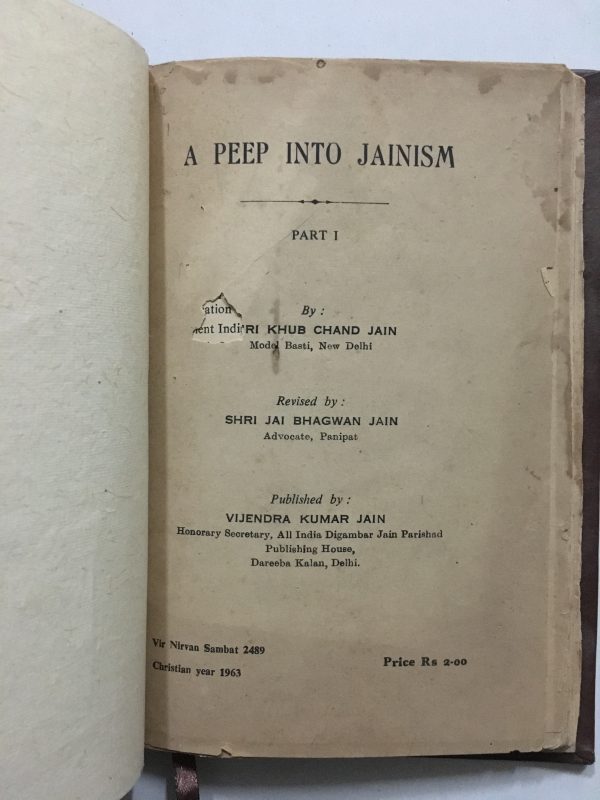 A PEEP INTO JAINISM
PART I
ation
By :
ent Indi
RI KHUB CHAND JAIN
Model Basti, New Delhi
Revised by :
SHRI JAI BHAGWAN JAIN
Advocate, Panipat
Published by :
VIJENDRA KUMAR JAIN
Honorary Secretary, All India Digambar Jain Parishad
Publishing House,
Dareeba Kalan, Delhi.
Vir Nirvan Sambat 2489
Christian year 1963
Price Rs 2-00